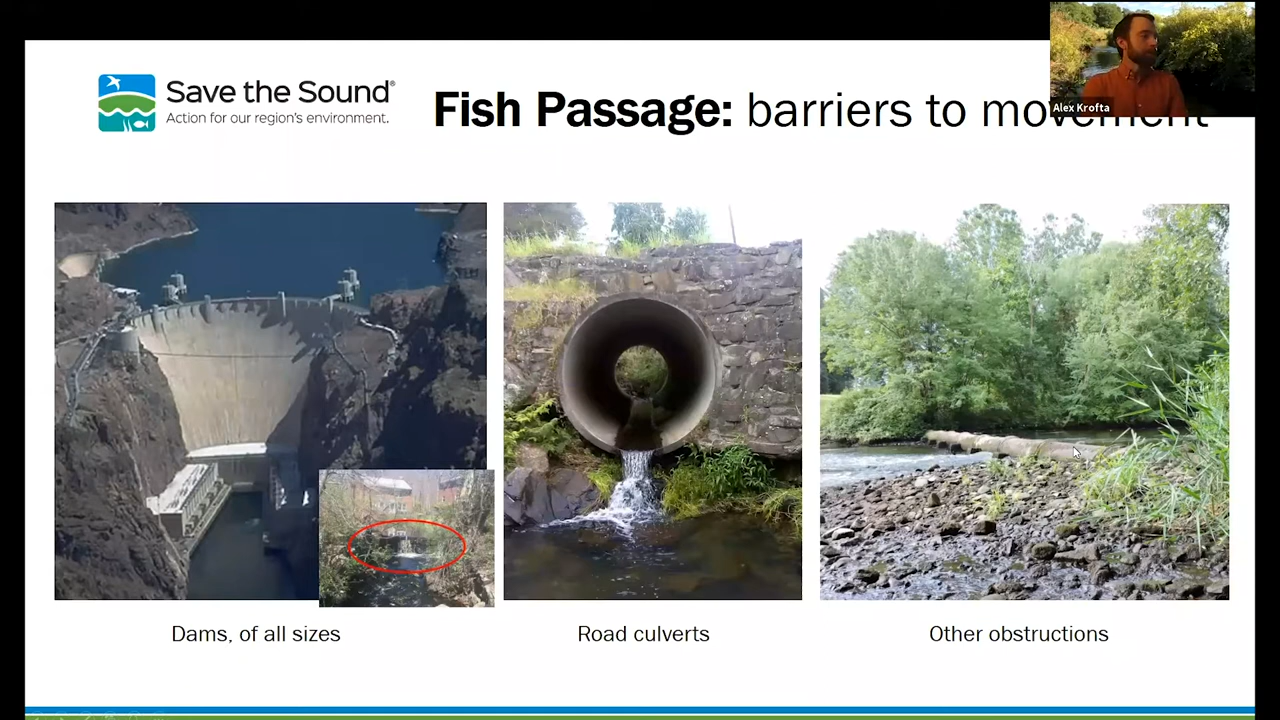 Save the Sound®
Action for our region's environment.
Fish Passage: barriers to movement
Alex Krofta
Dams, of all sizes
Road culverts
Other obstructions